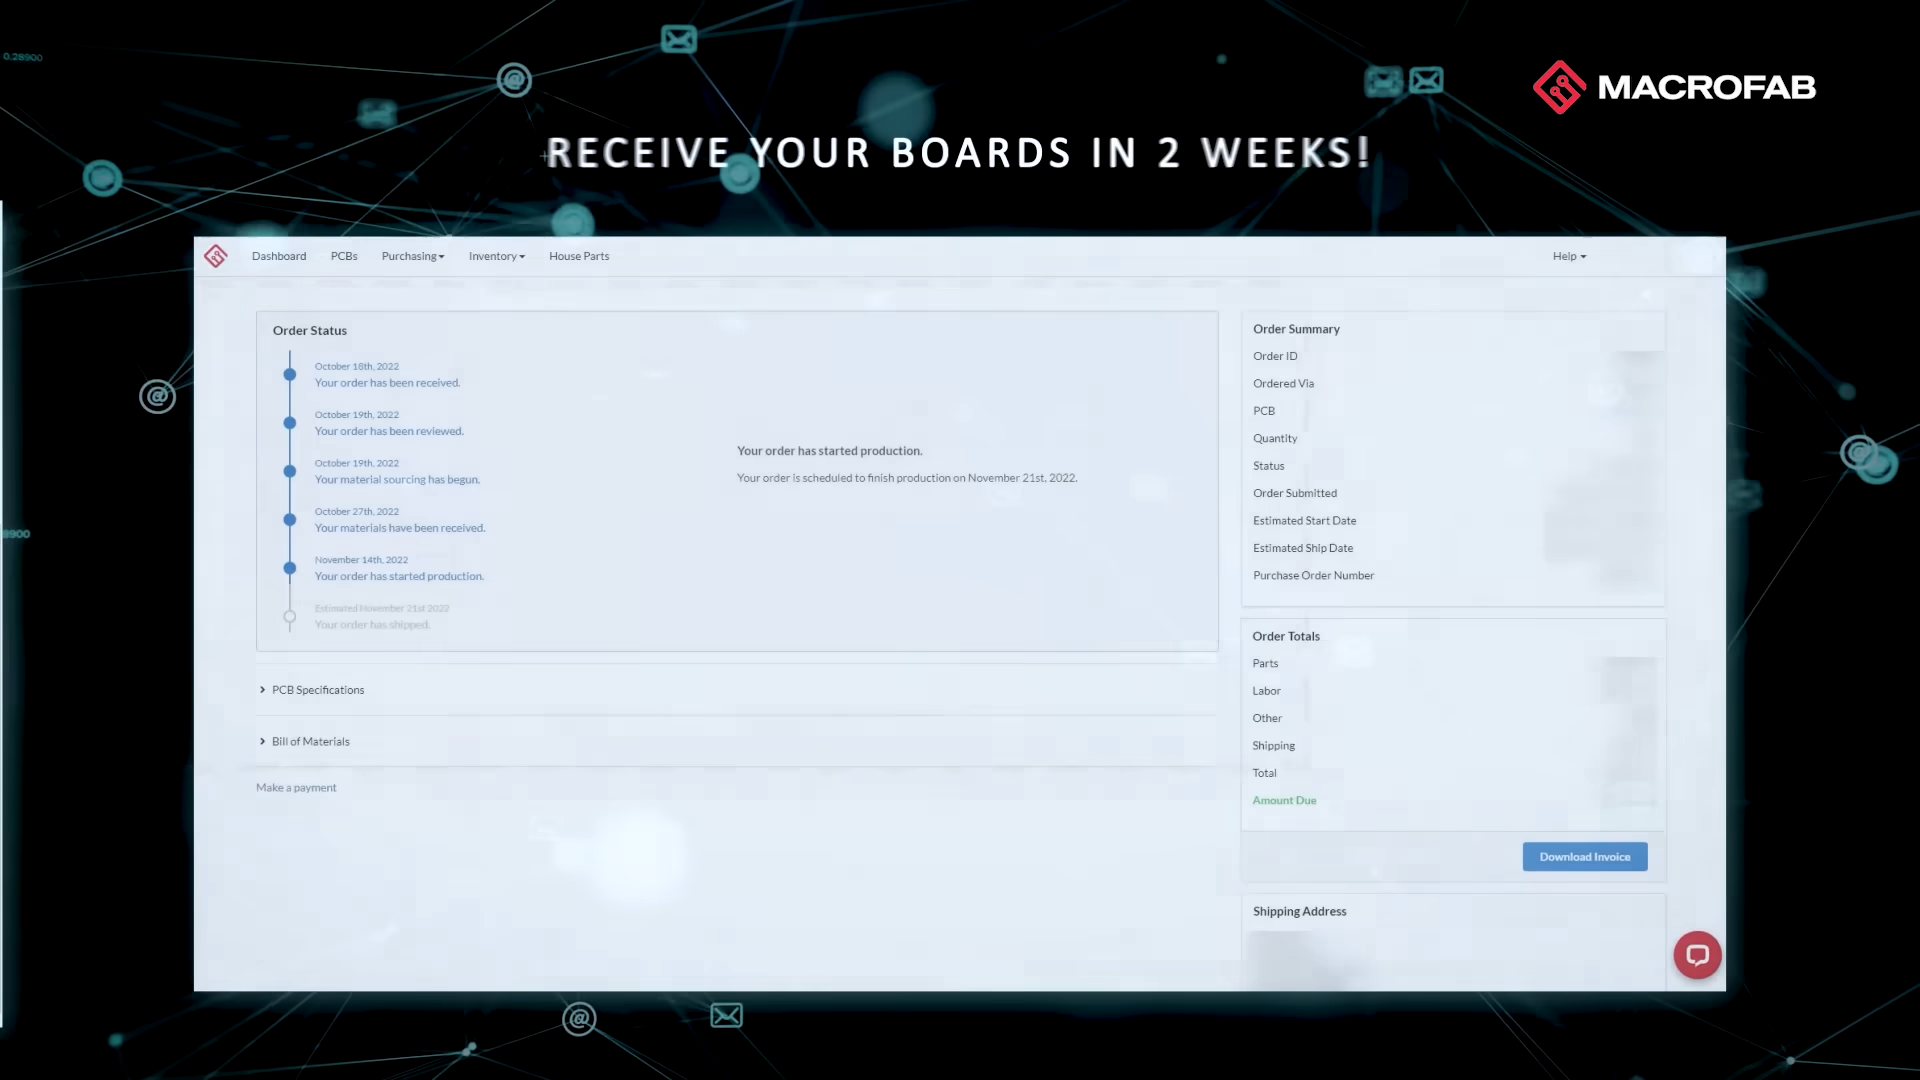 0.28900
MACROFAB
RECEIVE YOUR BOARDS IN 2 WEEKS!
Dashboard PCBs Purchasing Inventory House Parts Help
Order Status
October 18th, 2022
Your order has been received.
October 19th, 2022
Your order has been reviewed.
October 19th, 2022
Your material sourcing has begun.
October 27th, 2022
Your materials have been received.
November 14th, 2022
Your order has started production.
Estimated November 21st 2022
Your order has shipped.
Your order has started production.
Your order is scheduled to finish production on November 21st, 2022.
PCB Specifications
Bill of Materials
Make a payment
Order Summary
Order ID
Ordered Via
PCB
Quantity
Status
Order Submitted
Estimated Start Date
Estimated Ship Date
Purchase Order Number
Order Totals
Parts
Labor
Other
Shipping
Total
Amount Due
Download Invoice
Shipping Address
8900